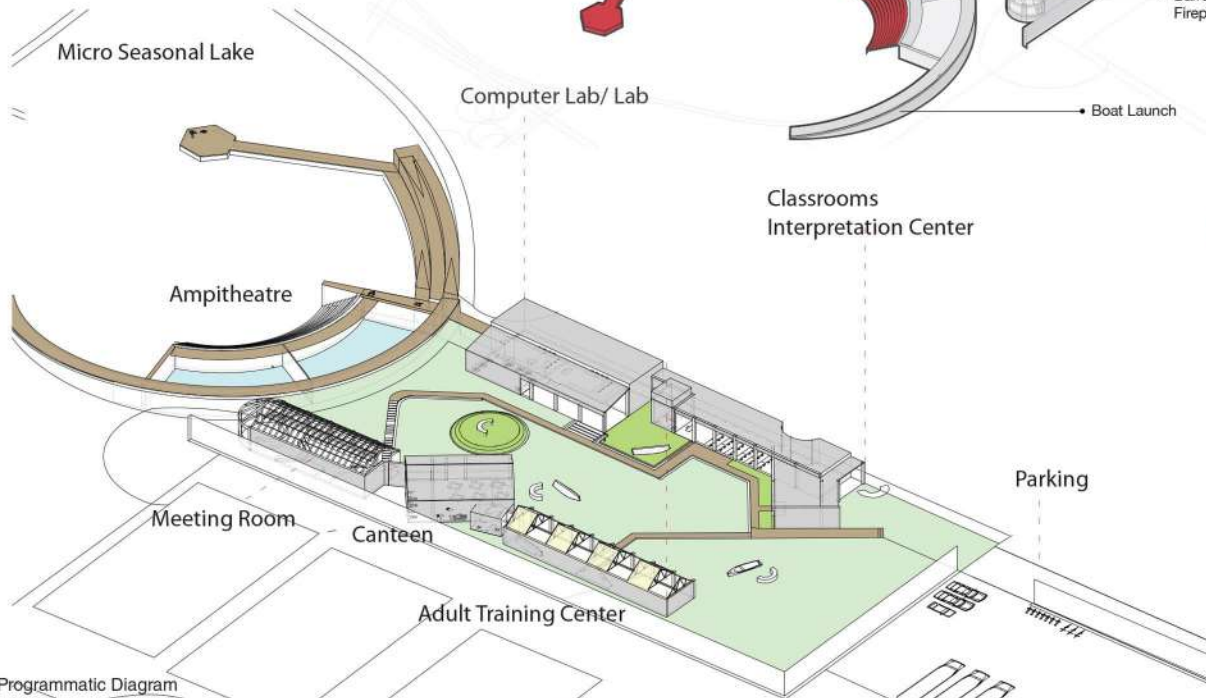 Firep
Micro Seasonal Lake
Computer Lab/ Lab
Boat Launch
Classrooms
Interpretation Center
Ampitheatre
Parking
Meeting Room
Canteen
Adult Training Center
Programmatic Diagram